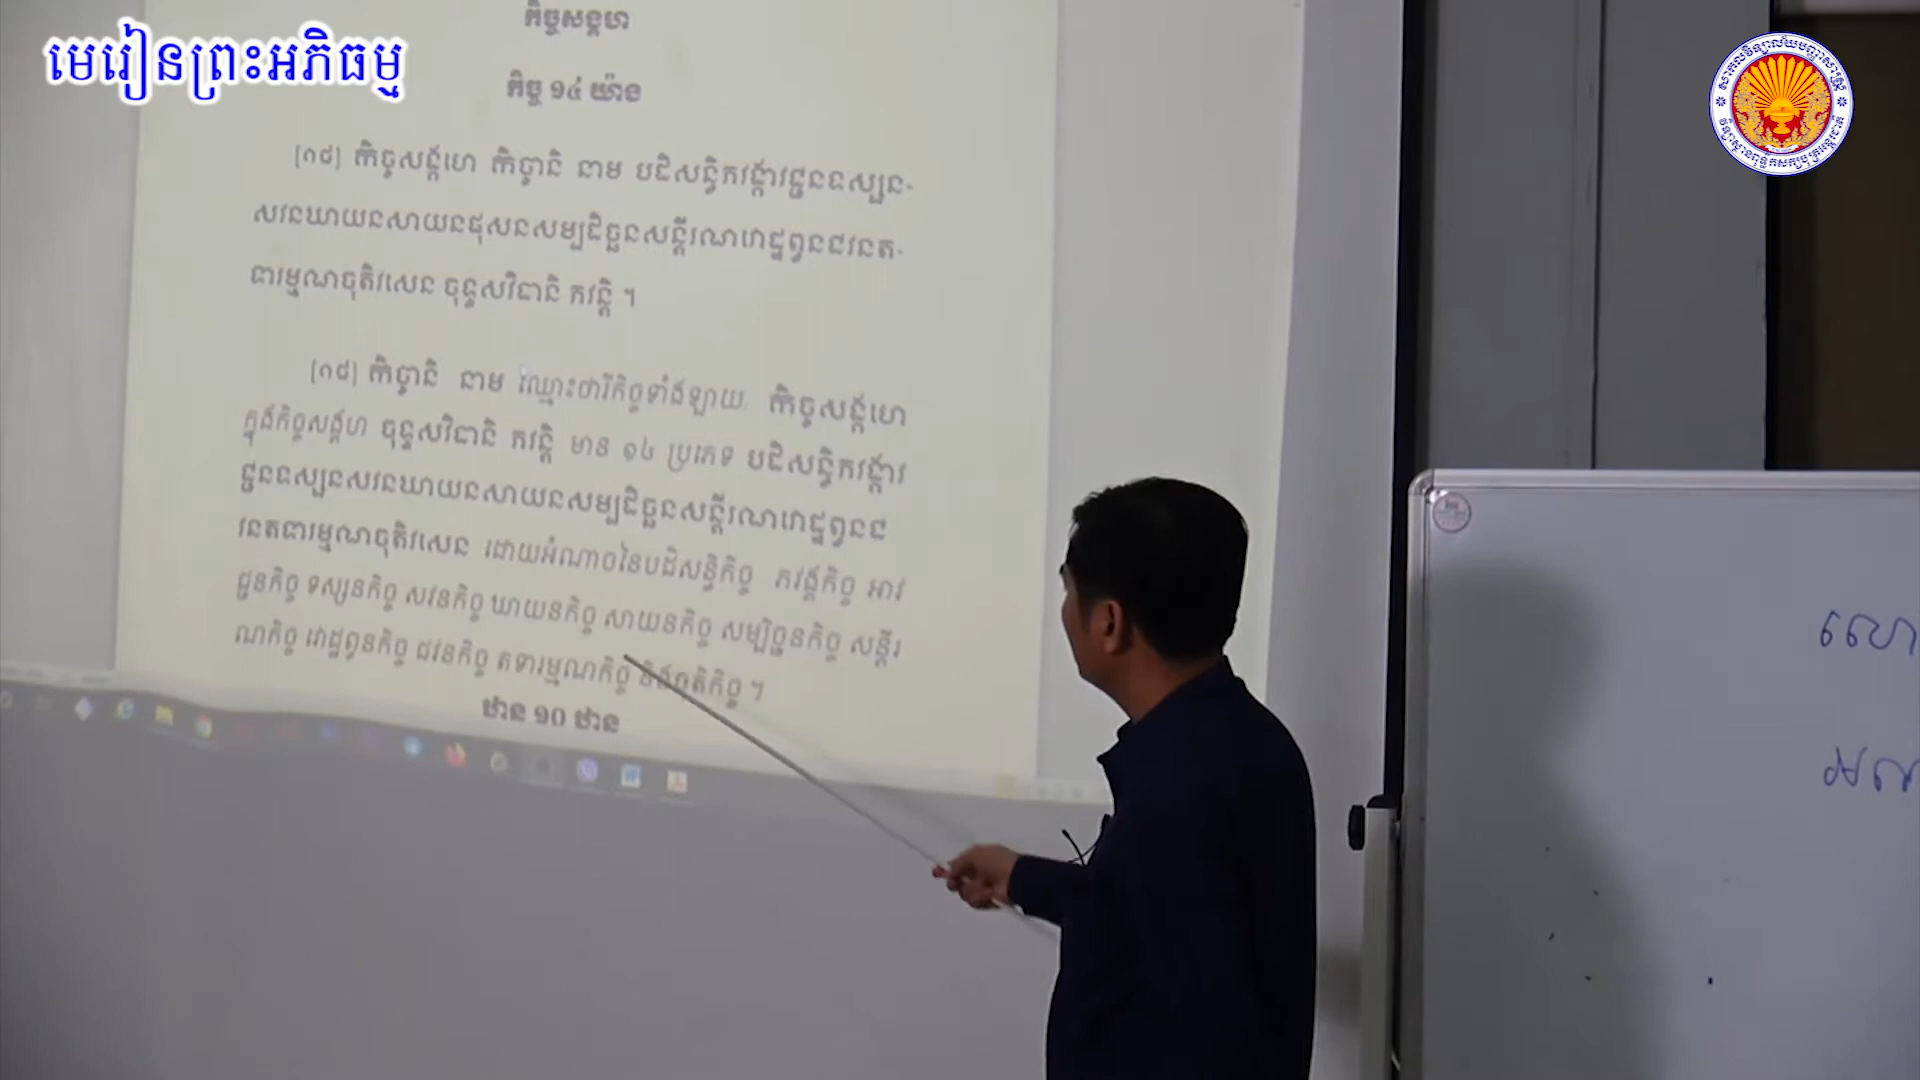 មេរៀនព្រះអភិធម្ម
កិច្ចសង្គហ
កិច្ច ១៤ យ៉ាង
[១៨] កិច្ចសង្គហេ កិច្ចានិ នាម បដិសន្ធិភវង្គាវជ្ជនទស្សន-
សវនឃាយនសាយនផុសនសម្បដិច្ឆនសន្តីរណវោដ្ឋព្វនជវនត-
ទារម្មណចុតិវសេន ចុទ្ទសវិធានិ ភវន្តិ ។
[១៨] កិច្ចានិ នាម ឈ្មោះថារីកិច្ចទាំងឡាយ កិច្ចសង្គហេ
ក្នុងកិច្ចសង្គហ ចុទ្ទសវិធានិ ភវន្តិ មាន ១៤ ប្រភេទ បដិសន្ធិភវង្គាវ
ជ្ជនទស្សនសវនឃាយនសាយនសម្បដិច្ឆនសន្តីរណវោដ្ឋព្វនជ
វនតទារម្មណចុតិវសេន ដោយអំណាចនៃបដិសន្ធិកិច្ច ភវង្គកិច្ច អាវ
ជ្ជនកិច្ច ទស្សនកិច្ច សវនកិច្ច ឃាយនកិច្ច សាយនកិច្ច សម្បដិច្ឆនកិច្ច សន្តីរ
ណកិច្ច វោដ្ឋព្វនកិច្ច ជវនកិច្ច តទារម្មណកិច្ច និងចុតិកិច្ច ។
ឋាន ១០ ឋាន